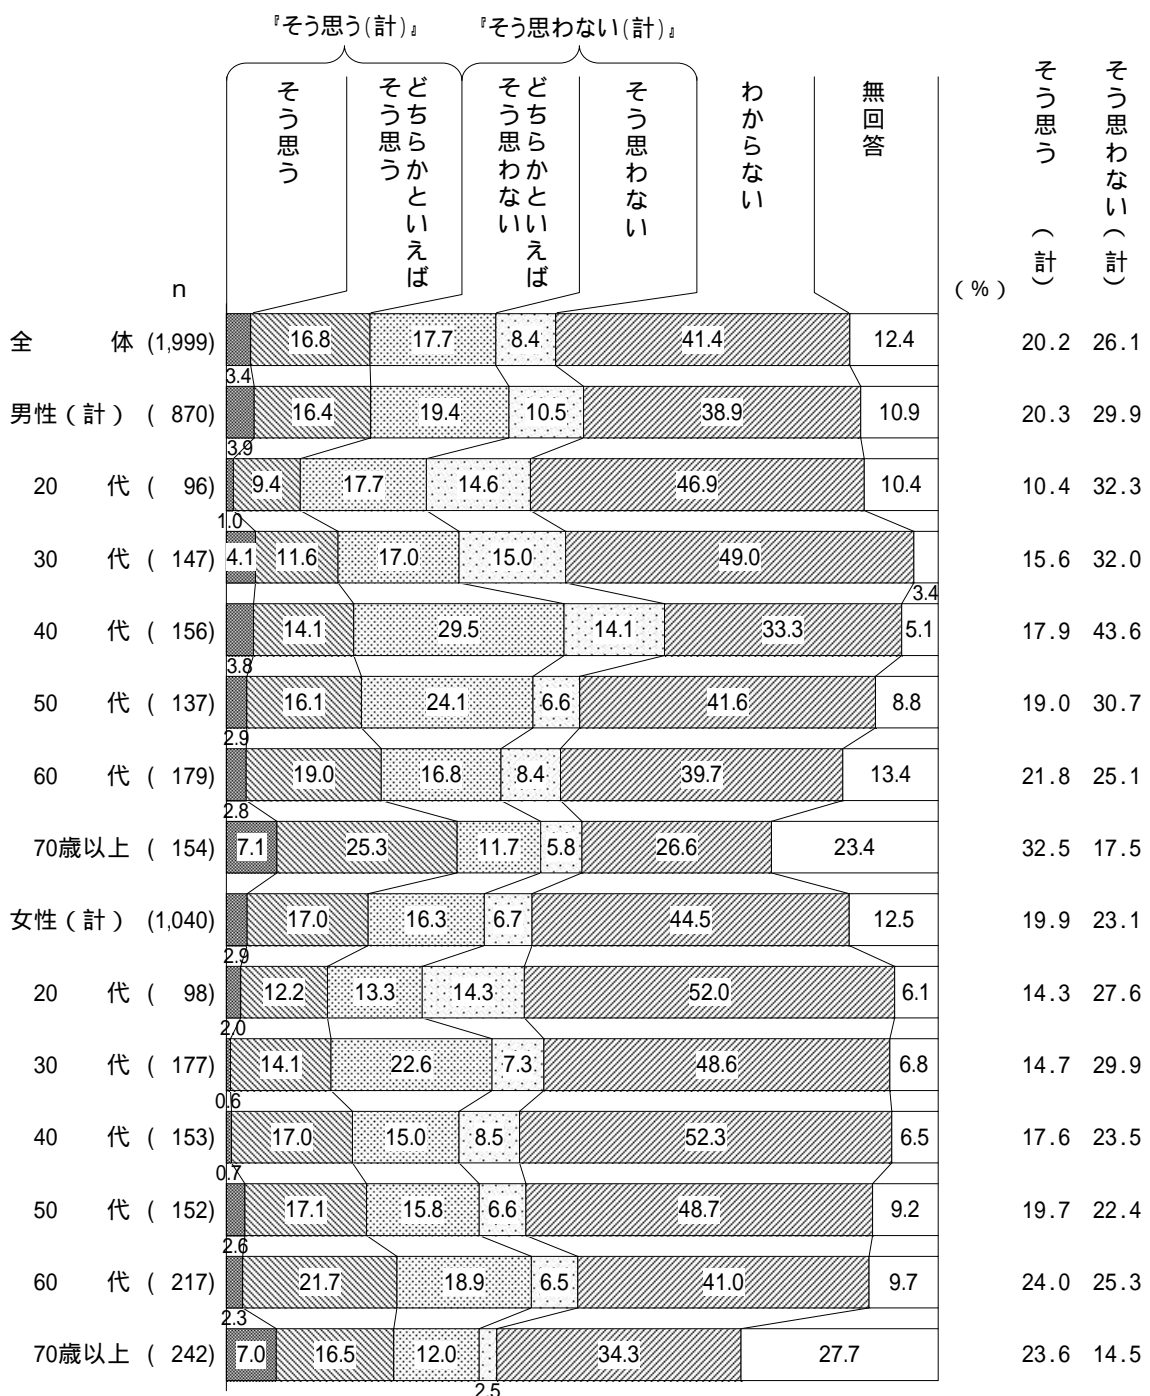 『そう思う(計)』
『そう思わない(計)』
そう思う
どちらかといえば
そう思う
どちらかといえば
そう思わない
そう思わない
わからない
無回答
そう思う（計）
そう思わない（計）
n
(％)
全体 (1,999) 16.8 17.7 8.4 41.4 12.4 20.2 26.1
3.4
男性（計） ( 870) 16.4 19.4 10.5 38.9 10.9 20.3 29.9
3.9
20代 ( 96) 9.4 17.7 14.6 46.9 10.4 10.4 32.3
1.0
30代 ( 147) 4.1 11.6 17.0 15.0 49.0 15.6 32.0
3.4
40代 ( 156) 14.1 29.5 14.1 33.3 5.1 17.9 43.6
3.8
50代 ( 137) 16.1 24.1 6.6 41.6 8.8 19.0 30.7
2.9
60代 ( 179) 19.0 16.8 8.4 39.7 13.4 21.8 25.1
2.8
70歳以上 ( 154) 7.1 25.3 11.7 5.8 26.6 23.4 32.5 17.5
女性（計） (1,040) 17.0 16.3 6.7 44.5 12.5 19.9 23.1
2.9
20代 ( 98) 12.2 13.3 14.3 52.0 6.1 14.3 27.6
2.0
30代 ( 177) 14.1 22.6 7.3 48.6 6.8 14.7 29.9
0.6
40代 ( 153) 17.0 15.0 8.5 52.3 6.5 17.6 23.5
0.7
50代 ( 152) 17.1 15.8 6.6 48.7 9.2 19.7 22.4
2.6
60代 ( 217) 21.7 18.9 6.5 41.0 9.7 24.0 25.3
2.3
70歳以上 ( 242) 7.0 16.5 12.0 34.3 27.7 23.6 14.5
2.5